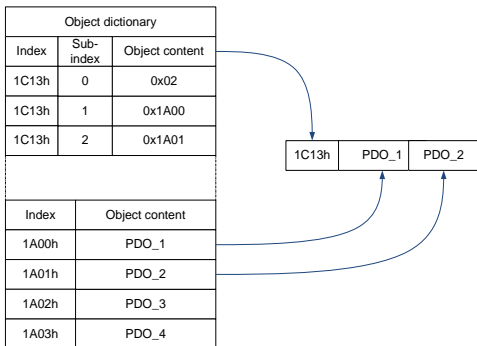 Object dictionary
Index Sub-index Object content
1C13h 0 0x02
1C13h 1 0x1A00
1C13h 2 0x1A01
1C13h PDO_1 PDO_2
Index Object content
1A00h PDO_1
1A01h PDO_2
1A02h PDO_3
1A03h PDO_4